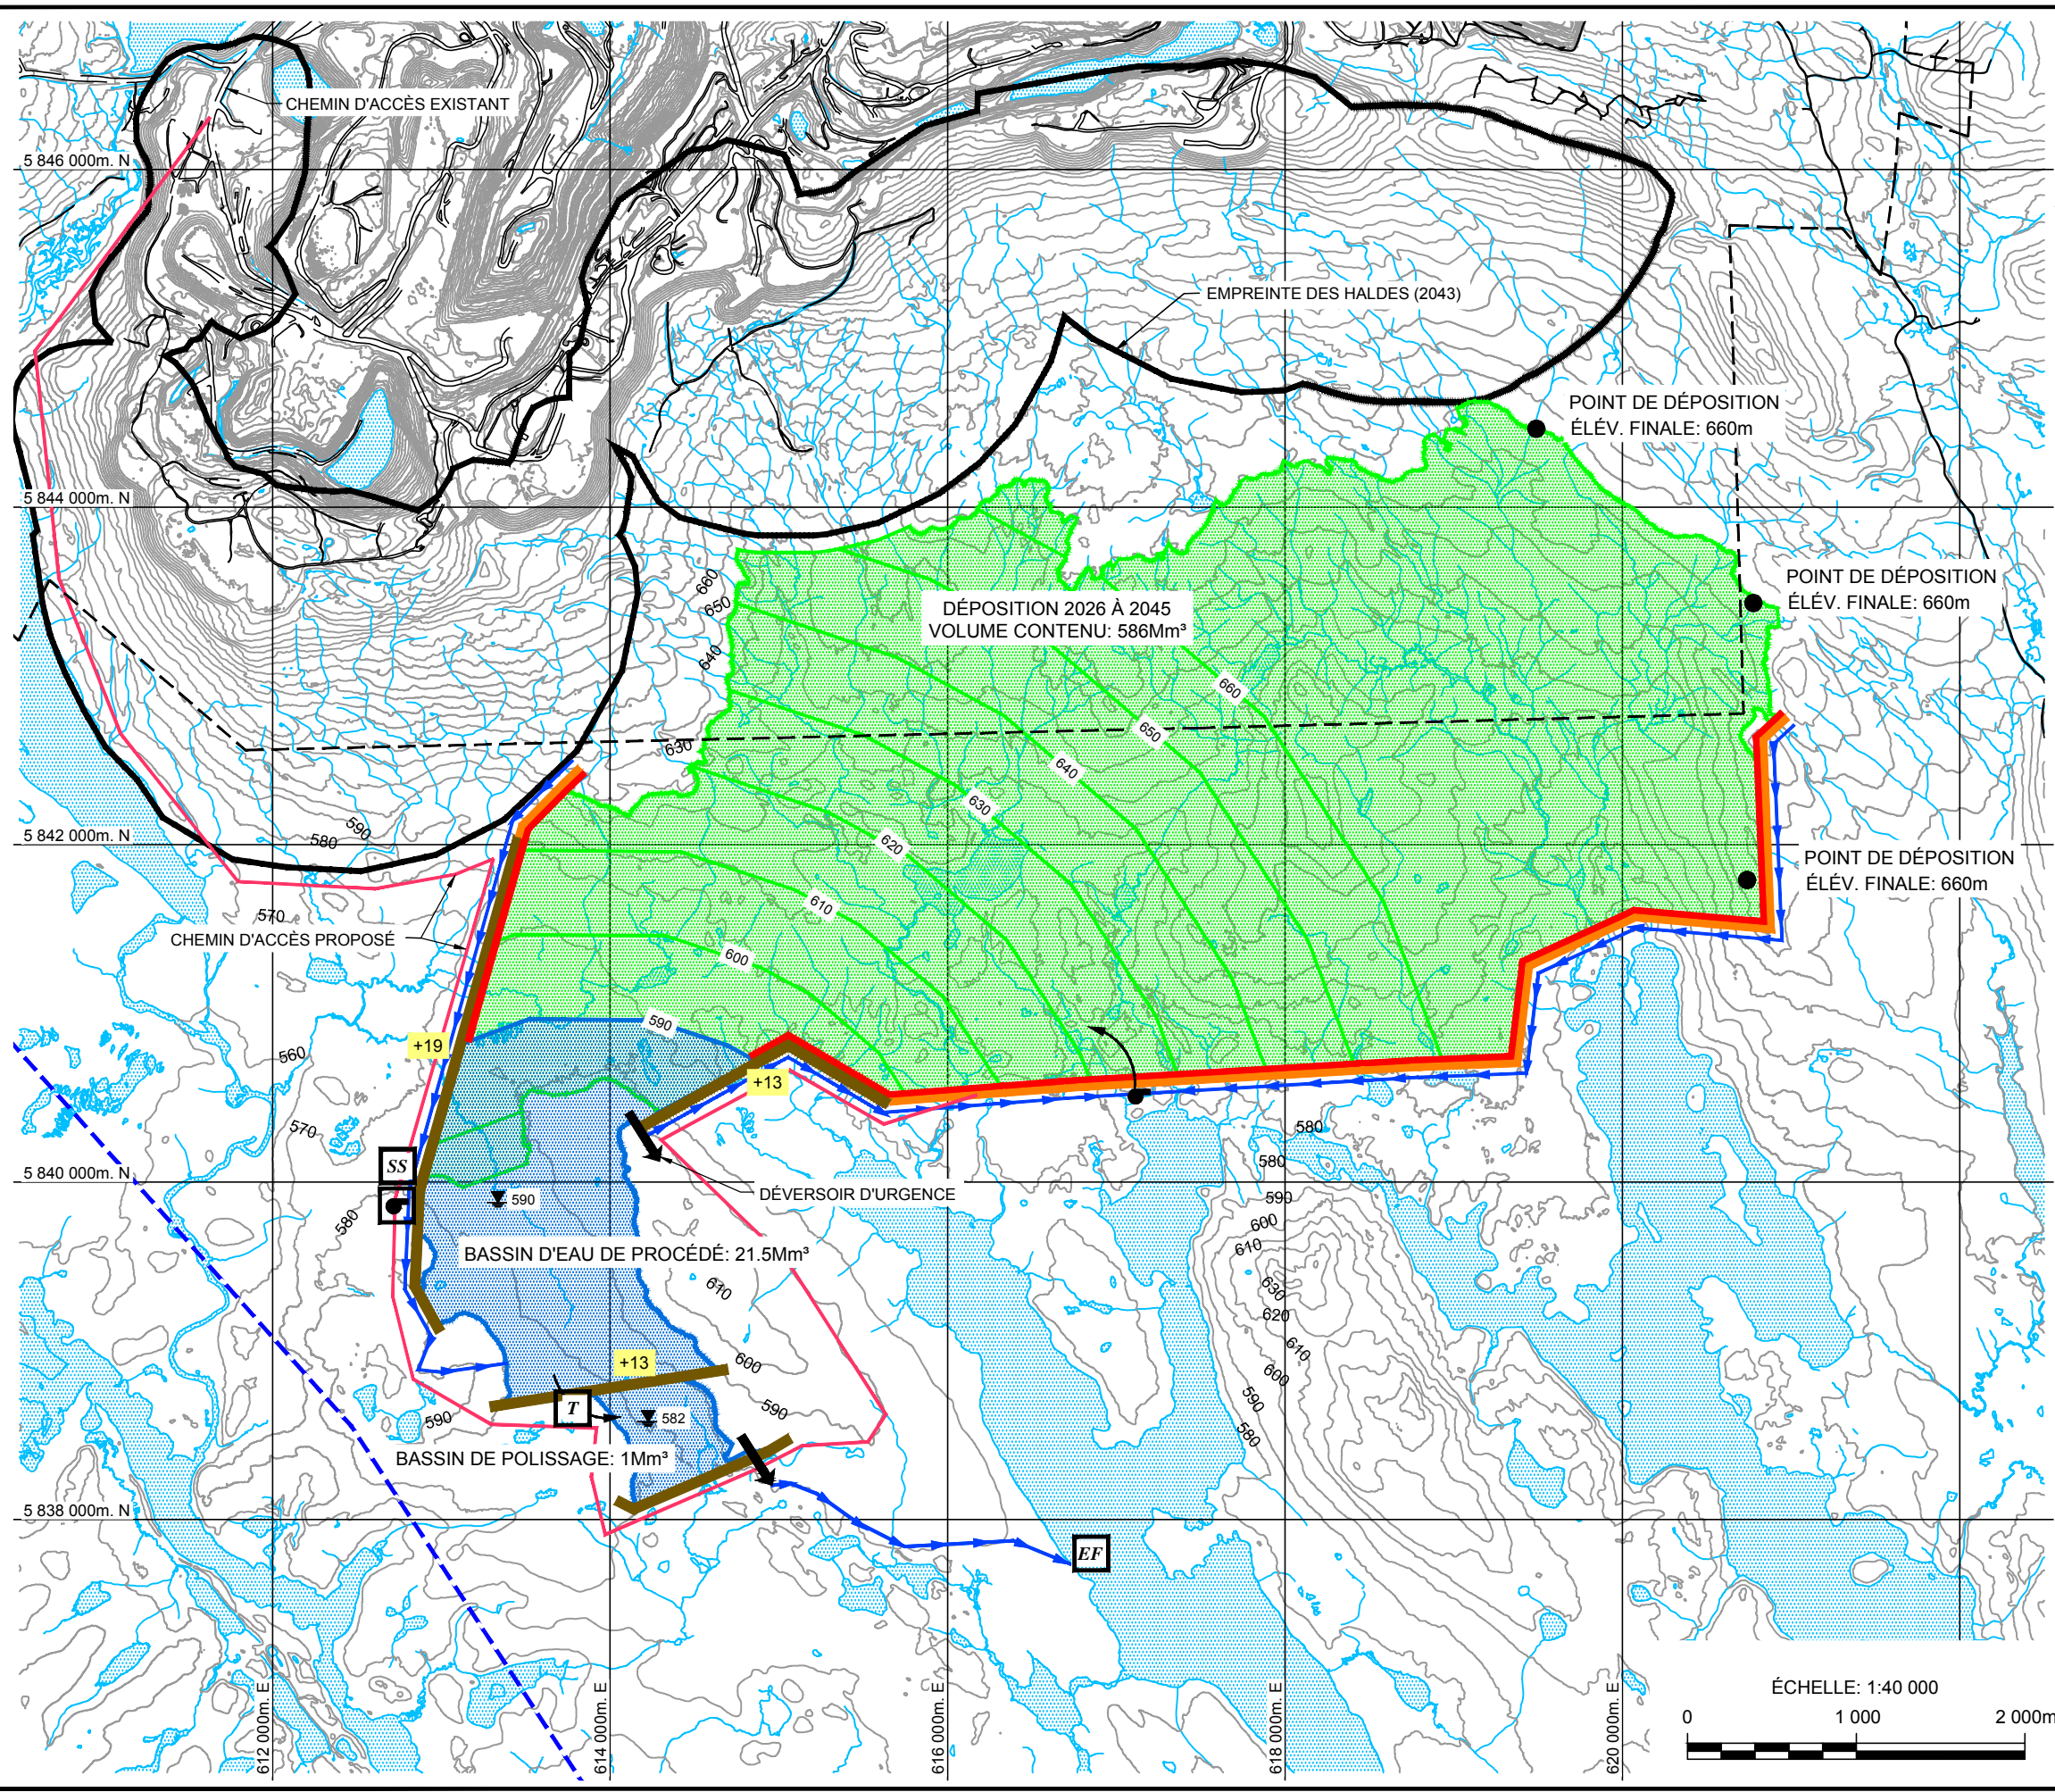 CHEMIN D'ACCÈS EXISTANT
5 846 000m. N
EMPREINTE DES HALDES (2043)
POINT DE DÉPOSITION
ÉLÉV. FINALE: 660m
5 844 000m. N
POINT DE DÉPOSITION
ÉLÉV. FINALE: 660m
660
650
640
630
DÉPOSITION 2026 À 2045
VOLUME CONTENU: 586Mm³
660
650
640
630
620
610
600
590
5 842 000m. N
590
580
570
POINT DE DÉPOSITION
ÉLÉV. FINALE: 660m
CHEMIN D'ACCÈS PROPOSÉ
+19
560
+13
570
580
580
590
600
610
630
620
610
600
590
580
5 840 000m. N
SS
580
590
DÉVERSOIR D'URGENCE
BASSIN D'EAU DE PROCÉDÉ: 21.5Mm³
610
+13
600
590
590
T
582
BASSIN DE POLISSAGE: 1Mm³
5 838 000m. N
EF
612 000m. E
614 000m. E
616 000m. E
618 000m. E
620 000m. E
ÉCHELLE: 1:40 000
0
1 000
2 000m